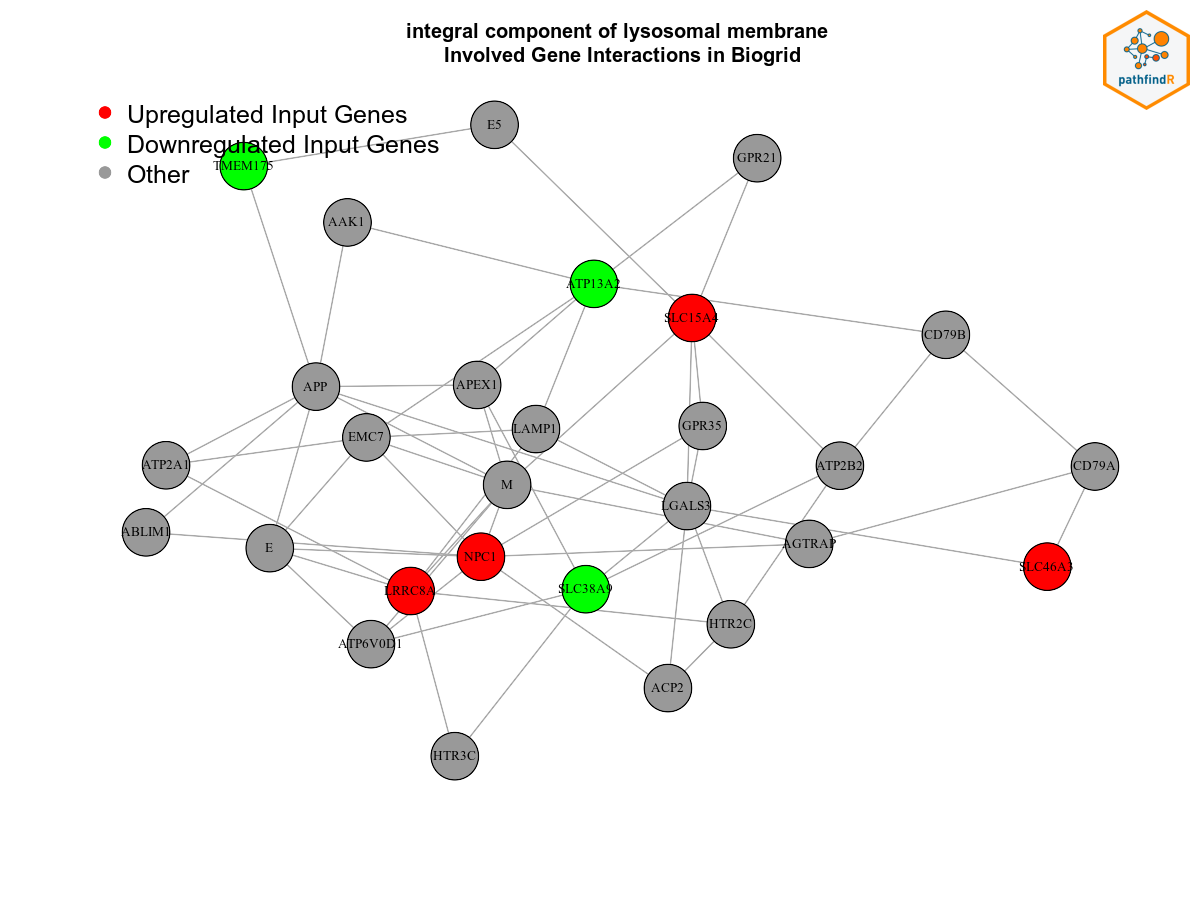 integral component of lysosomal membrane
Involved Gene Interactions in Biogrid
pathfindR
Upregulated Input Genes
Downregulated Input Genes
Other
E5
GPR21
TMEM175
AAK1
ATP13A2
SLC15A4
CD79B
APP
APEX1
LAMP1
GPR35
EMC7
ATP2A1
ATP2B2
CD79A
M
LGALS3
ABLIM1
E
AGTRAP
NPC1
SLC46A3
LRRC8A
SLC38A9
HTR2C
ATP6V0D1
ACP2
HTR3C